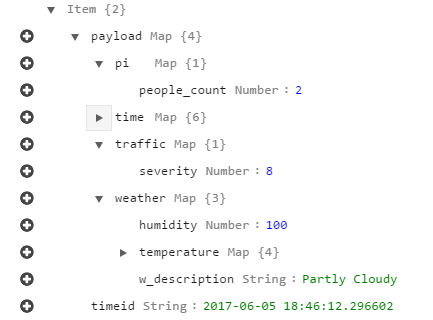 Item {2}
payload Map {4}
pi Map {1}
people_count Number : 2
time Map {6}
traffic Map {1}
severity Number : 8
weather Map {3}
humidity Number : 100
temperature Map {4}
w_description String : Partly Cloudy
timeid String : 2017-06-05 18:46:12.296602